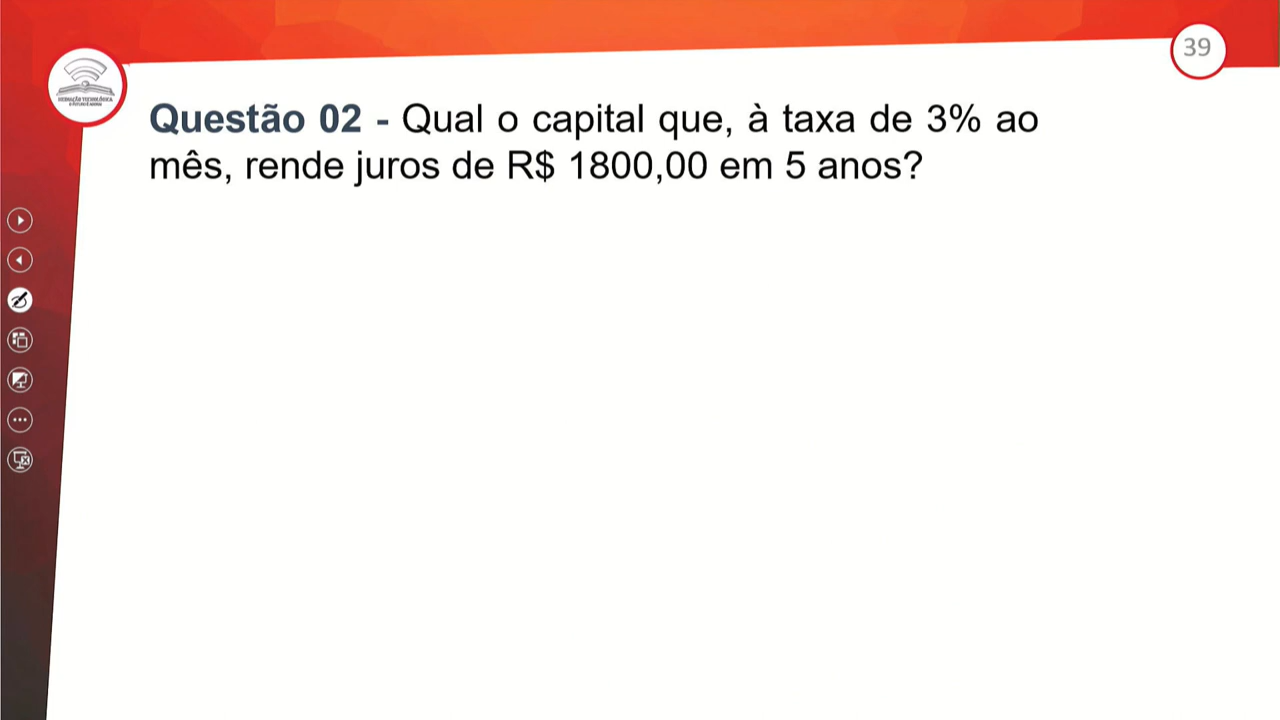 39
Questão 02 - Qual o capital que, à taxa de 3% ao
mês, rende juros de R$ 1800,00 em 5 anos?